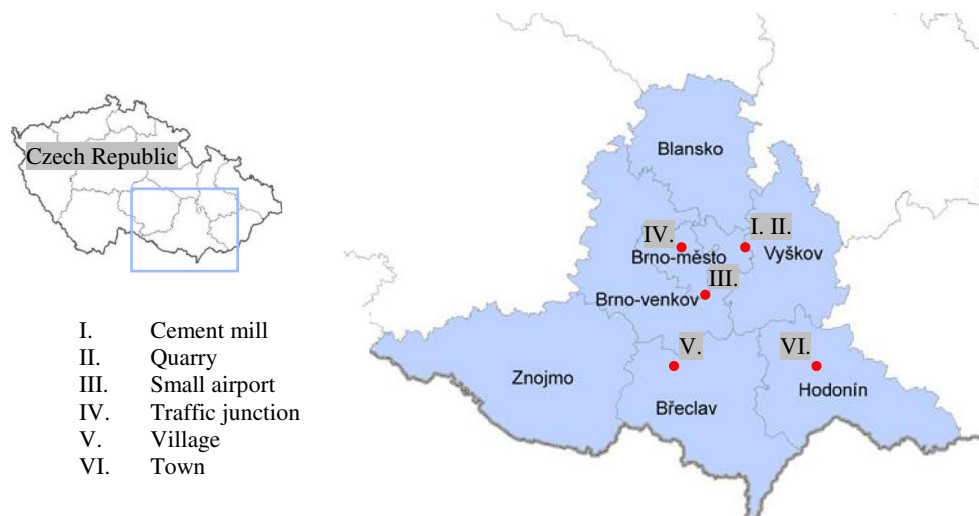 Czech Republic
I. Cement mill
II. Quarry
III. Small airport
IV. Traffic junction
V. Village
VI. Town
Blansko
IV.
I. II.
Brno-město
Vyškov
III.
Brno-venkov
V.
VI.
Znojmo
Hodonín
Břeclav